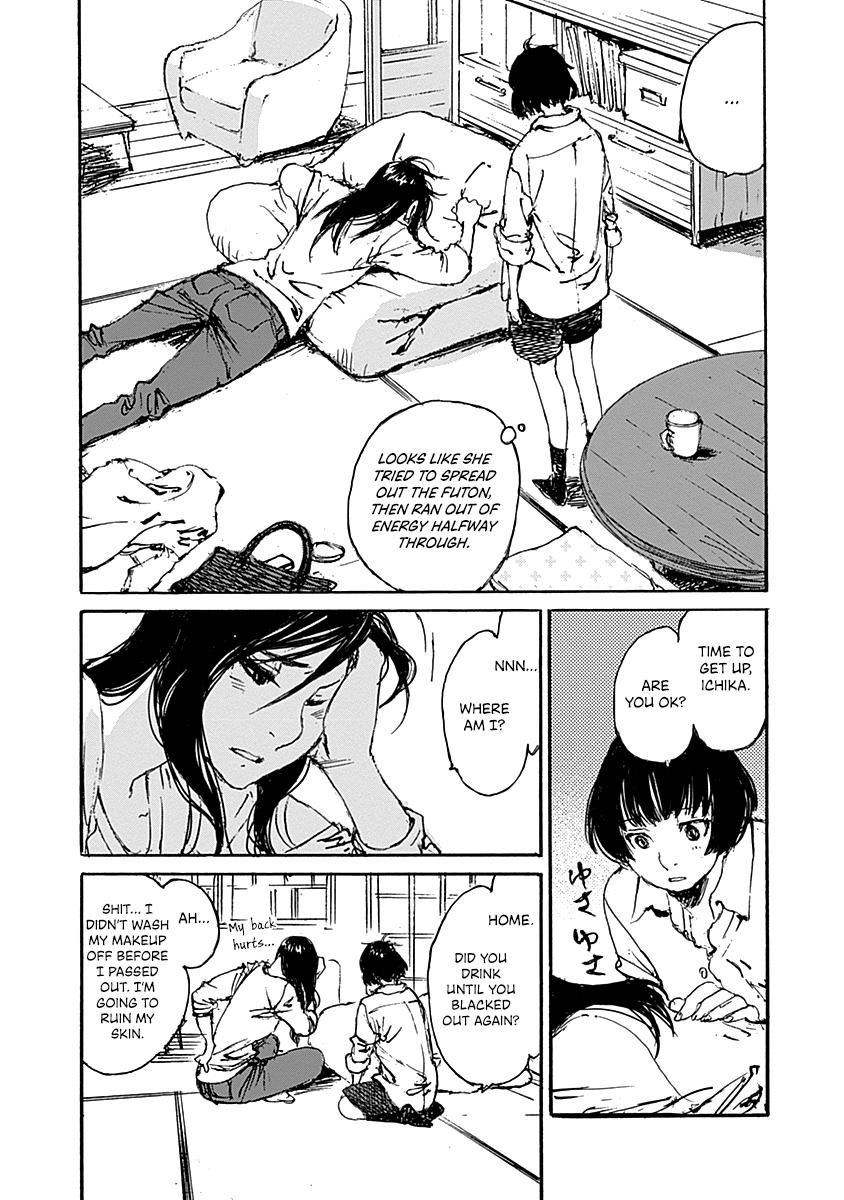 ...
LOOKS LIKE SHE
TRIED TO SPREAD
OUT THE FUTON,
THEN RAN OUT OF
ENERGY HALFWAY
THROUGH.
TIME TO
GET UP,
ICHIKA.
ARE
YOU OK?
ゆさ
ゆさ
NNN...
WHERE
AM I?
HOME.
DID YOU
DRINK
UNTIL YOU
BLACKED
OUT AGAIN?
My back
hurts...
AH...
SHIT... I
DIDN'T WASH
MY MAKEUP
OFF BEFORE
I PASSED
OUT. I'M
GOING TO
RUIN MY
SKIN.